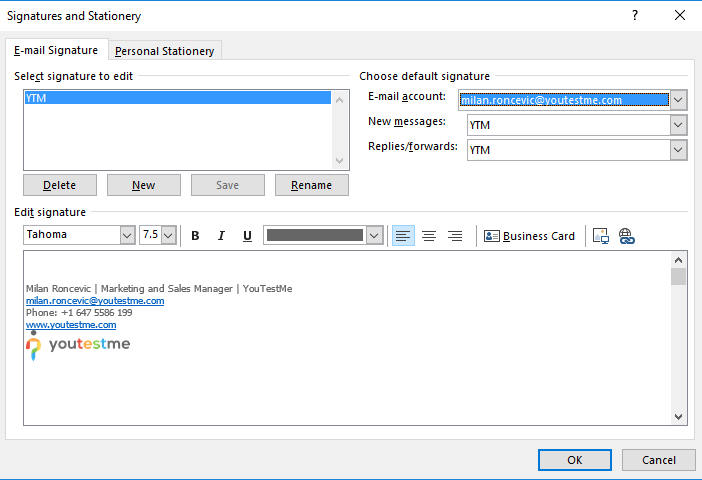 Signatures and Stationery
?
E-mail Signature Personal Stationery
Select signature to edit
YTM
Delete New Save Rename
Choose default signature
E-mail account: milan.roncevic@youtestme.com
New messages: YTM
Replies/forwards: YTM
Edit signature
Tahoma 7.5 B I U Business Card
Milan Roncevic | Marketing and Sales Manager | YouTestMe
milan.roncevic@youtestme.com
Phone: +1 647 5586 199
www.youtestme.com
youtestme
OK Cancel